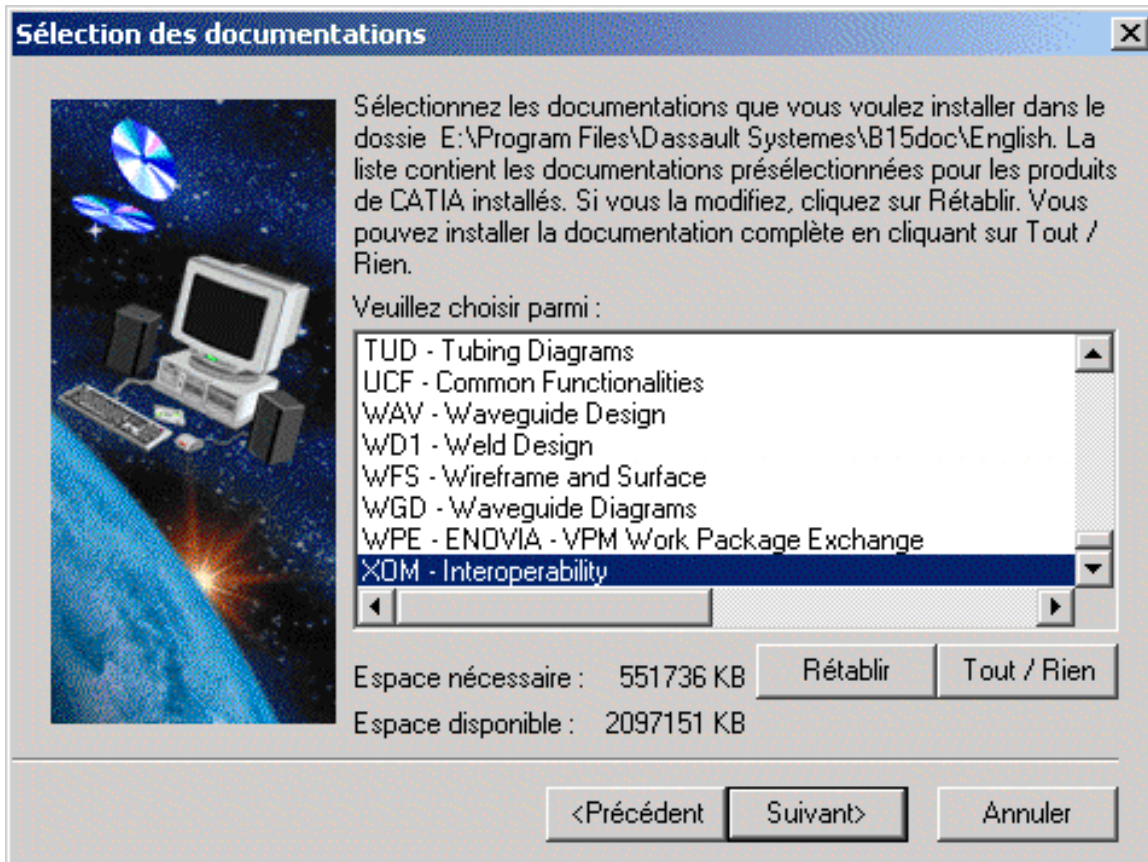 Sélection des documentations
Sélectionnez les documentations que vous voulez installer dans le
dossie E:\Program Files\Dassault Systemes\B15doc\English. La
liste contient les documentations présélectionnées pour les produits
de CATIA installés. Si vous la modifiez, cliquez sur Rétablir. Vous
pouvez installer la documentation complète en cliquant sur Tout /
Rien.
Veuillez choisir parmi :
TUD - Tubing Diagrams
UCF - Common Functionalities
WAV - Waveguide Design
WD1 - Weld Design
WFS - Wireframe and Surface
WGD - Waveguide Diagrams
WPE - ENOVIA - VPM Work Package Exchange
XOM - Interoperability
Espace nécessaire : 551736 KB Rétablir Tout / Rien
Espace disponible : 2097151 KB
<Précédent Suivant> Annuler